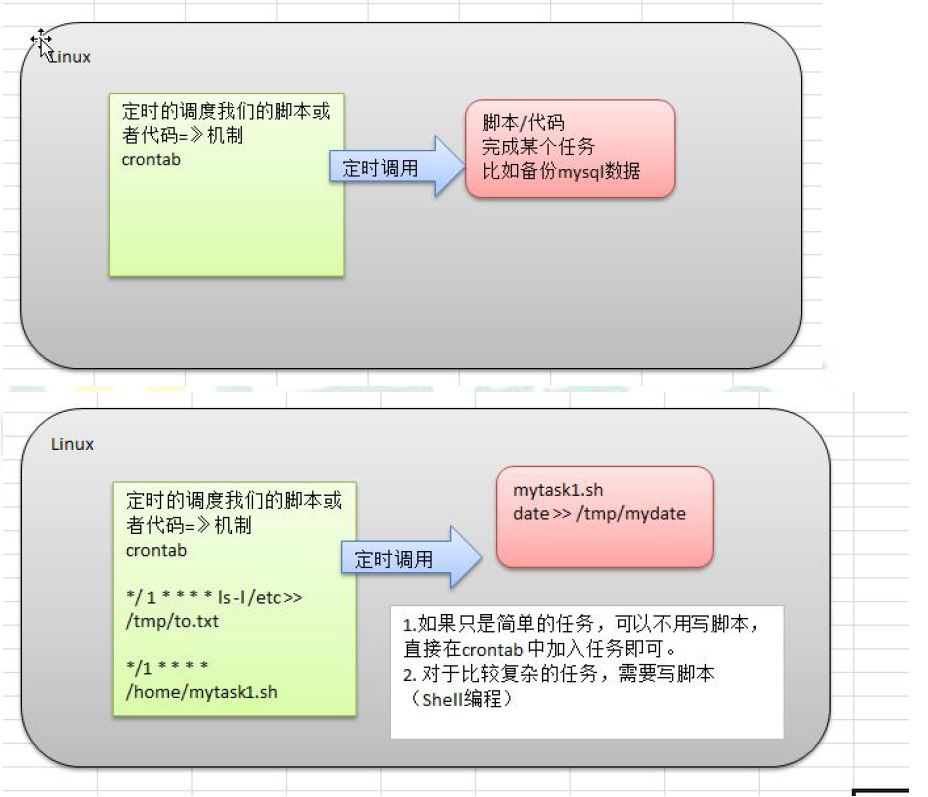 Linux
定时的调度我们的脚本或
者代码=》机制
crontab
定时调用
脚本/代码
完成某个任务
比如备份mysql数据
Linux
定时的调度我们的脚本或
者代码=》机制
crontab
*/ 1 * * * * ls -l /etc >>
/tmp/to.txt
*/1 * * * *
/home/mytask1.sh
定时调用
mytask1.sh
date >> /tmp/mydate
1.如果只是简单的任务，可以不用写脚本，
直接在crontab 中加入任务即可。
2. 对于比较复杂的任务，需要写脚本
（Shell编程）